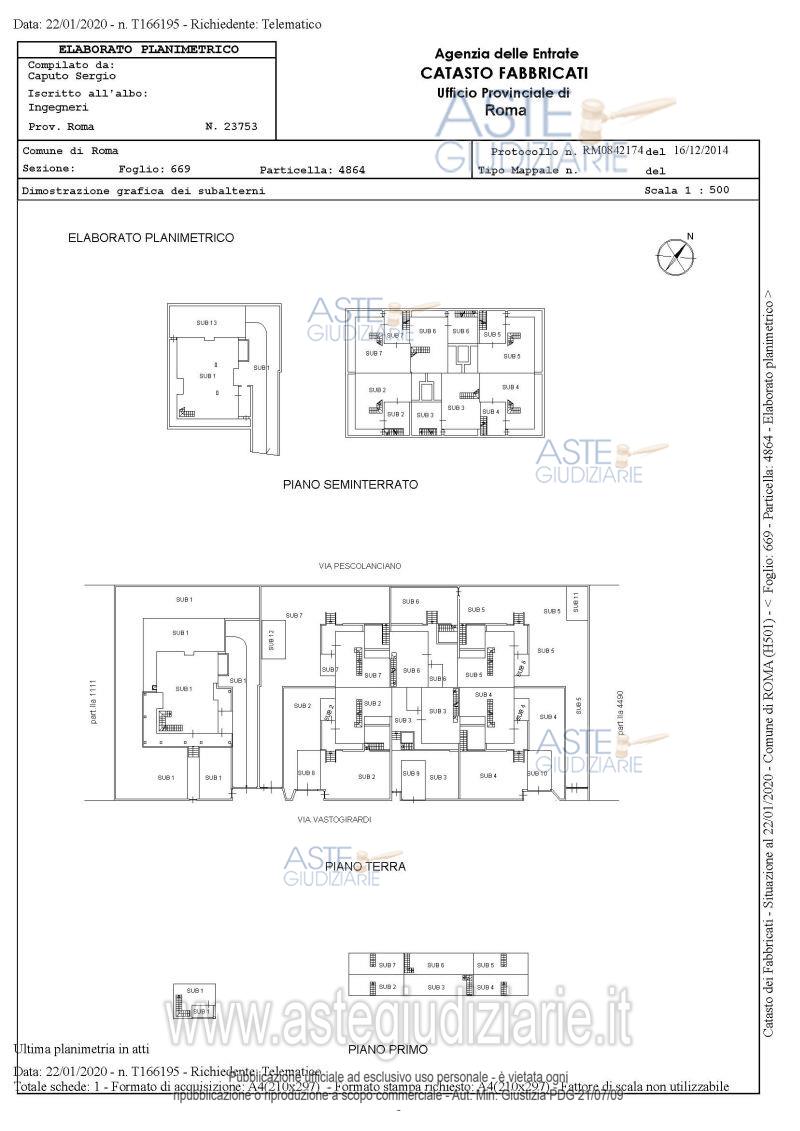 Data: 22/01/2020 - n. T166195 - Richiedente: Telematico
ELABORATO PLANIMETRICO
Compilato da:
Caputo Sergio
Iscritto all'albo:
Ingegneri
Prov. Roma N. 23753
Agenzia delle Entrate
CATASTO FABBRICATI
Ufficio Provinciale di
Roma
ASTE
GIUDIZIARIE
Comune di Roma
Sezione: Foglio: 669 Particella: 4864
Protocollo n. RM0842174 del 16/12/2014
Tipo Mappale n. del
Dimostrazione grafica dei subalterni Scala 1 : 500
ELABORATO PLANIMETRICO
N
ASTE
GIUDIZIARIE
SUB 13
SUB 1
SUB 1
SUB 7 SUB 6 SUB 6 SUB 5
SUB 7 SUB 5
SUB 2 SUB 4
SUB 2 SUB 3 SUB 3 SUB 4
ASTE
GIUDIZIARIE
PIANO SEMINTERRATO
VIA PESCOLANCIANO
SUB 1 SUB 7 SUB 6 SUB 5 SUB 5 SUB 11
SUB 1 SUB 12 SUB 5
SUB 1 SUB 1 SUB 7 SUB 7 SUB 6 SUB 6 SUB 5 SUB 5
part.lla 1111
SUB 2 SUB 2 SUB 2 SUB 3 SUB 3 SUB 4 SUB 4 SUB 4 SUB 5
part.lla 4490
SUB 1 SUB 1 SUB 8 SUB 2 SUB 9 SUB 3 SUB 4 SUB 10
ASTE
GIUDIZIARIE
VIA VASTOGIRARDI
ASTE
GIUDIZIARIE
PIANO TERRA
SUB 7 SUB 6 SUB 5
SUB 2 SUB 3 SUB 4
SUB 1
SUB 1
www.astegiudiziarie.it
PIANO PRIMO
Ultima planimetria in atti
Data: 22/01/2020 - n. T166195 - Richiedente: Telematico
Totale schede: 1 - Formato di acquisizione: A4(210x297) - Formato stampa richiesto: A4(210x297) - Fattore di scala non utilizzabile
Pubblicazione ufficiale ad esclusivo uso personale - è vietata ogni
ripubblicazione o riproduzione a scopo commerciale - Aut. Min. Giustizia PDG 21/07/09
Catasto dei Fabbricati - Situazione al 22/01/2020 - Comune di ROMA (H501) - < Foglio: 669 - Particella: 4864 - Elaborato planimetrico >